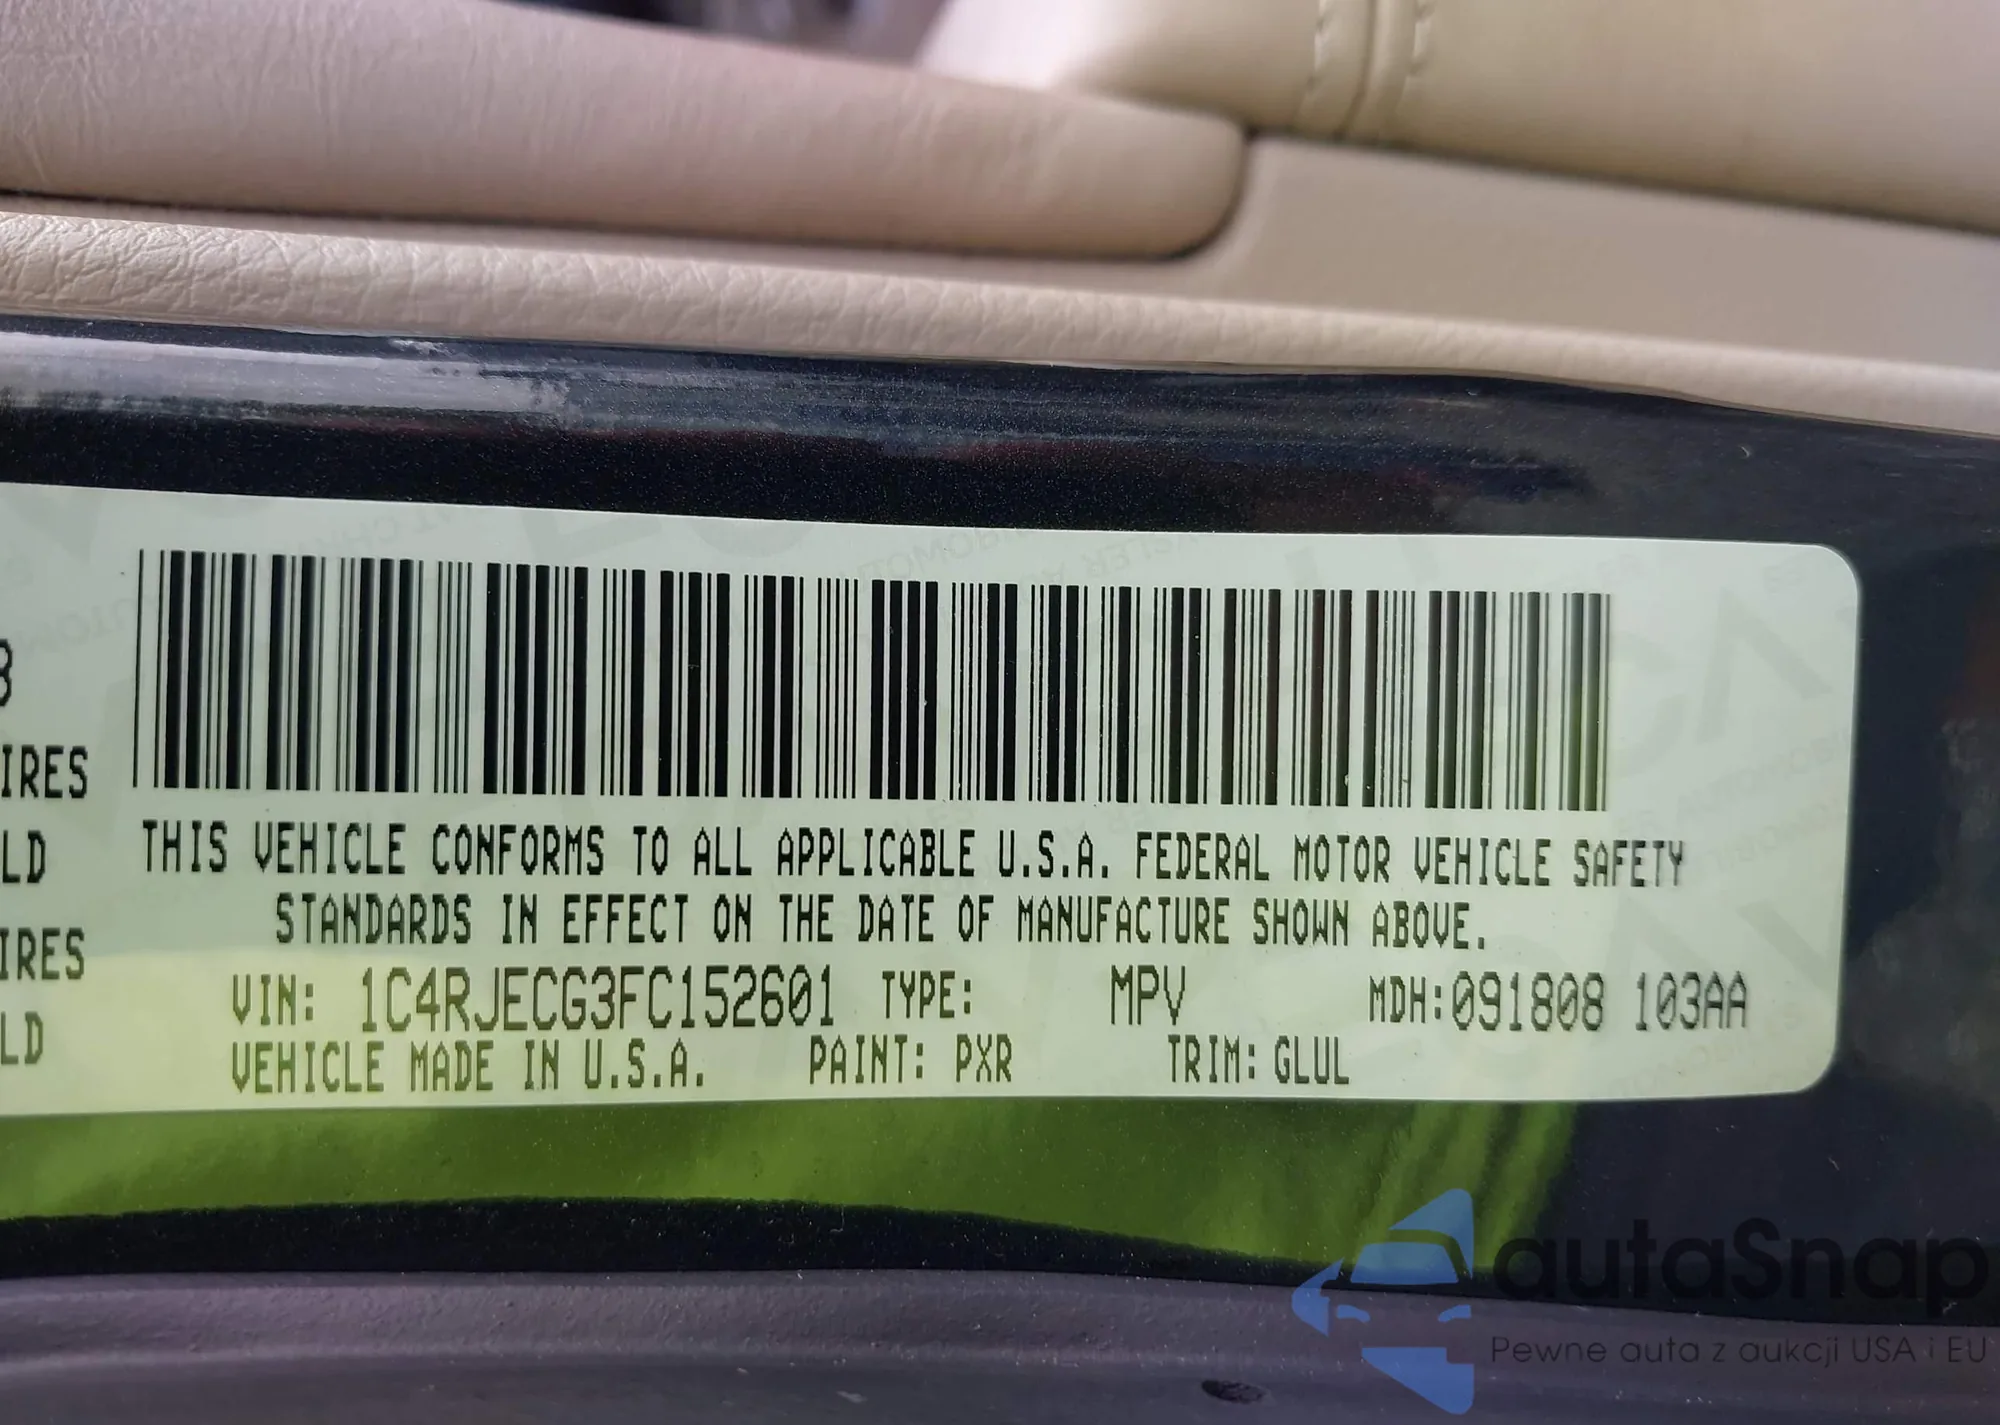 8
IRES
LD
IRES
LD
THIS VEHICLE CONFORMS TO ALL APPLICABLE U.S.A. FEDERAL MOTOR VEHICLE SAFETY
STANDARDS IN EFFECT ON THE DATE OF MANUFACTURE SHOWN ABOVE.
VIN: 1C4RJECG3FC152601 TYPE: MPV MDH:091808 103AA
VEHICLE MADE IN U.S.A. PAINT: PXR TRIM: GLUL
autaSnap
Pewne auta z aukcji USA i EU